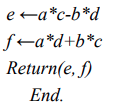 e ←a*c-b*d
f ←a*d+b*c
Return(e, f)
End.